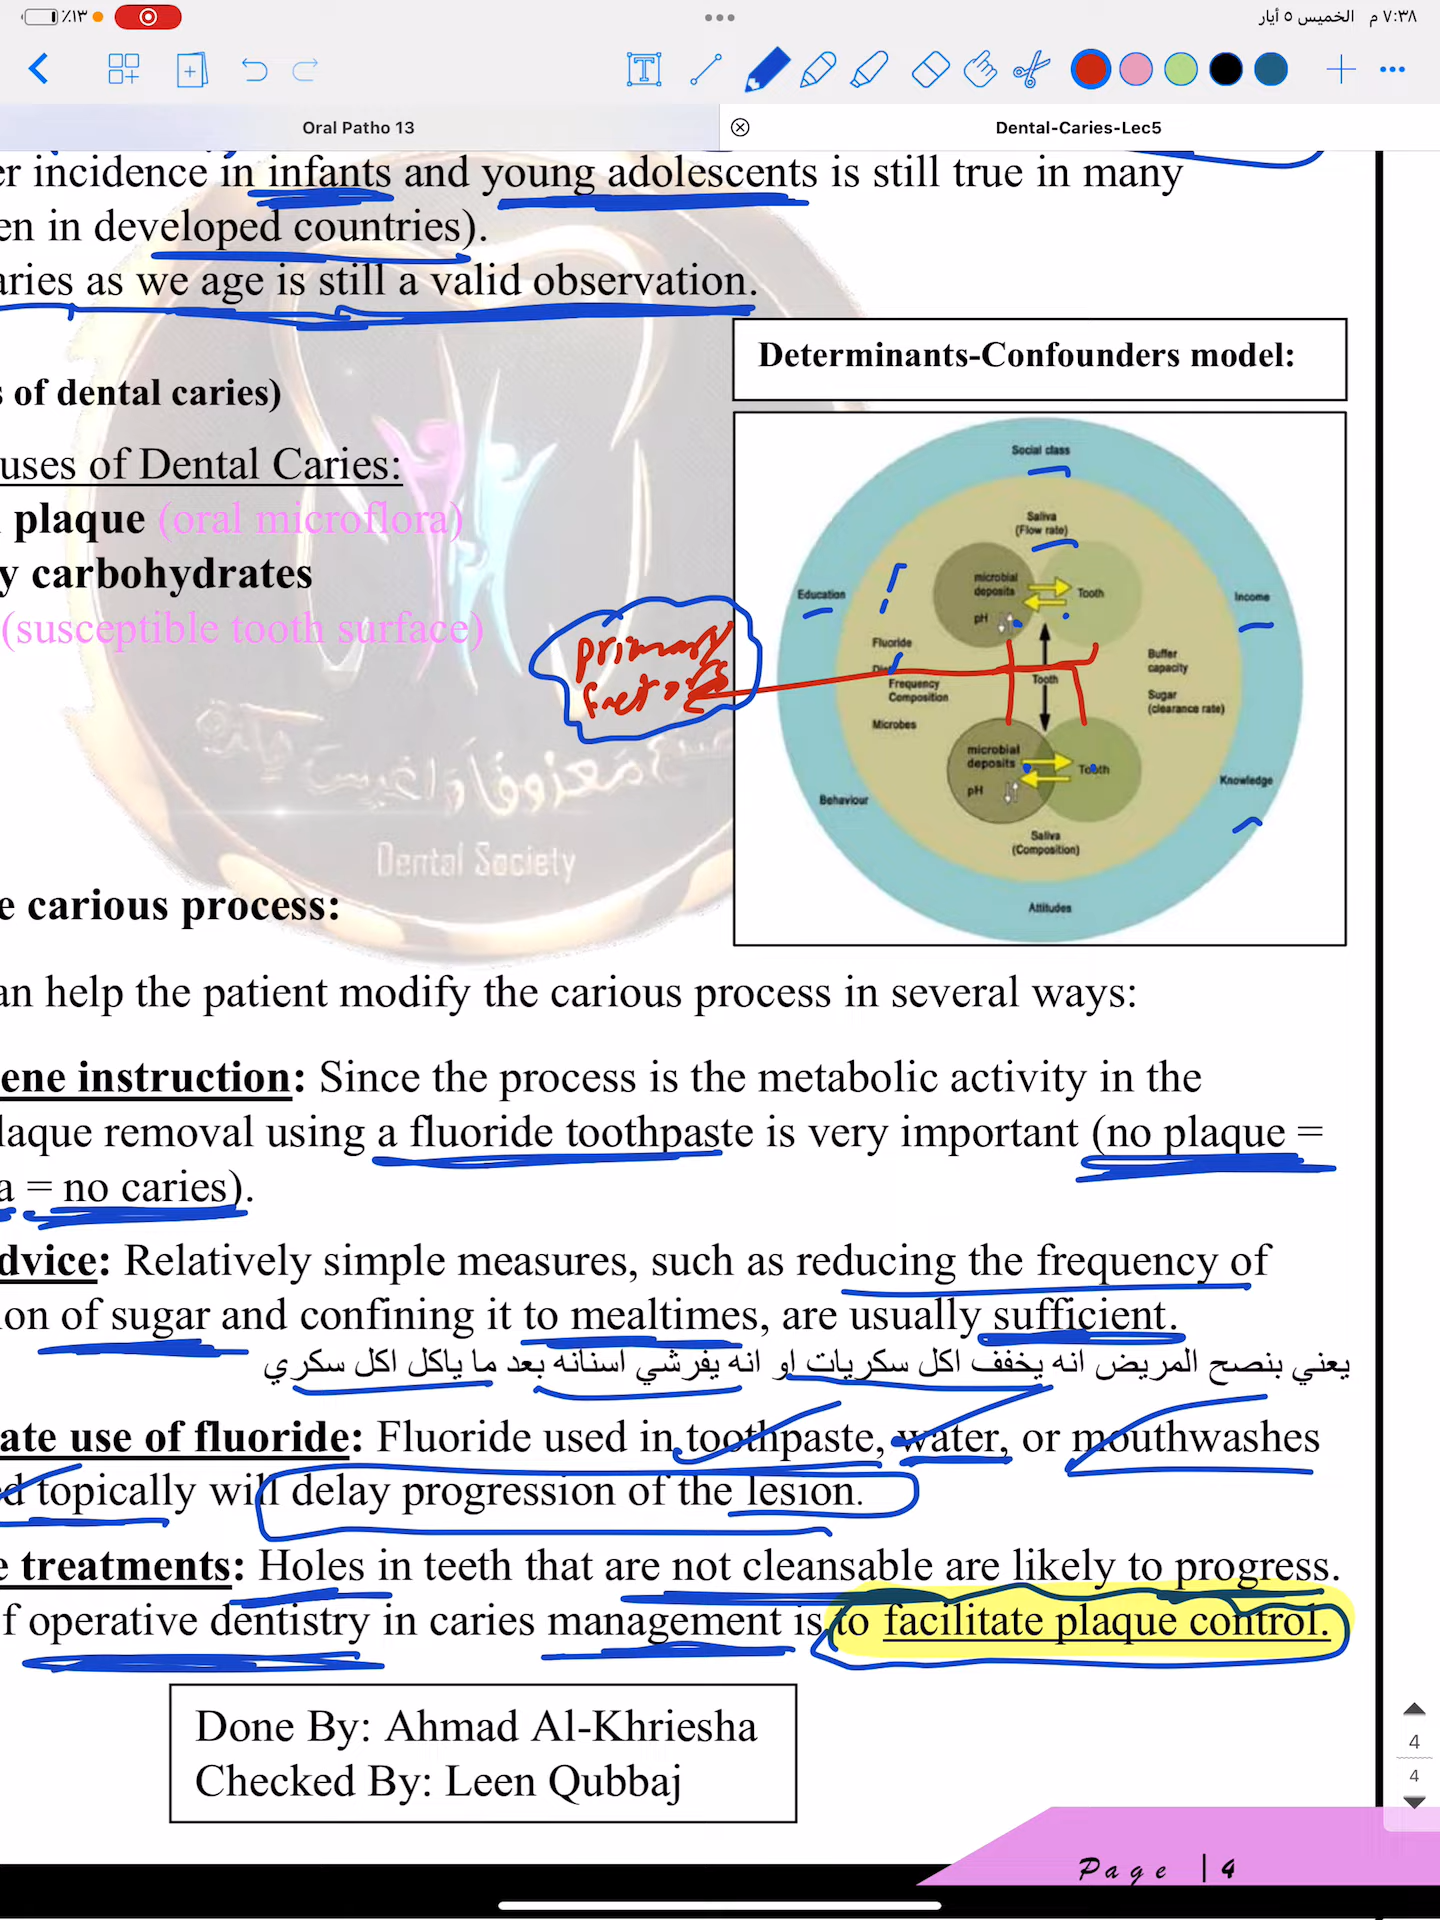 ٪١٣
٧:٣٨ م الخميس ٥ أيار
Oral Patho 13
Dental-Caries-Lec5
er incidence in infants and young adolescents is still true in many
en in developed countries).
aries as we age is still a valid observation.
Determinants-Confounders model:
s of dental caries)
uses of Dental Caries:
plaque (oral microflora)
y carbohydrates
(susceptible tooth surface)
primary
factors
Social class
Saliva
(Flow rate)
microbial
deposits
Tooth
pH
Education
Income
Fluoride
Frequency
Composition
Microbes
Tooth
Buffer
capacity
Sugar
(clearance rate)
microbial
deposits
Tooth
pH
Behaviour
Knowledge
Saliva
(Composition)
Attitudes
Dental Society
e carious process:
an help the patient modify the carious process in several ways:
ene instruction: Since the process is the metabolic activity in the
laque removal using a fluoride toothpaste is very important (no plaque =
a = no caries).
dvice: Relatively simple measures, such as reducing the frequency of
ion of sugar and confining it to mealtimes, are usually sufficient.
يعني بنصح المريض انه يخفف اكل سكريات او انه يفرشي اسنانه بعد ما ياكل اكل سكري
ate use of fluoride: Fluoride used in toothpaste, water, or mouthwashes
ed topically will delay progression of the lesion.
e treatments: Holes in teeth that are not cleansable are likely to progress.
f operative dentistry in caries management is to facilitate plaque control.
Done By: Ahmad Al-Khriesha
Checked By: Leen Qubbaj
4
4
Page | 4